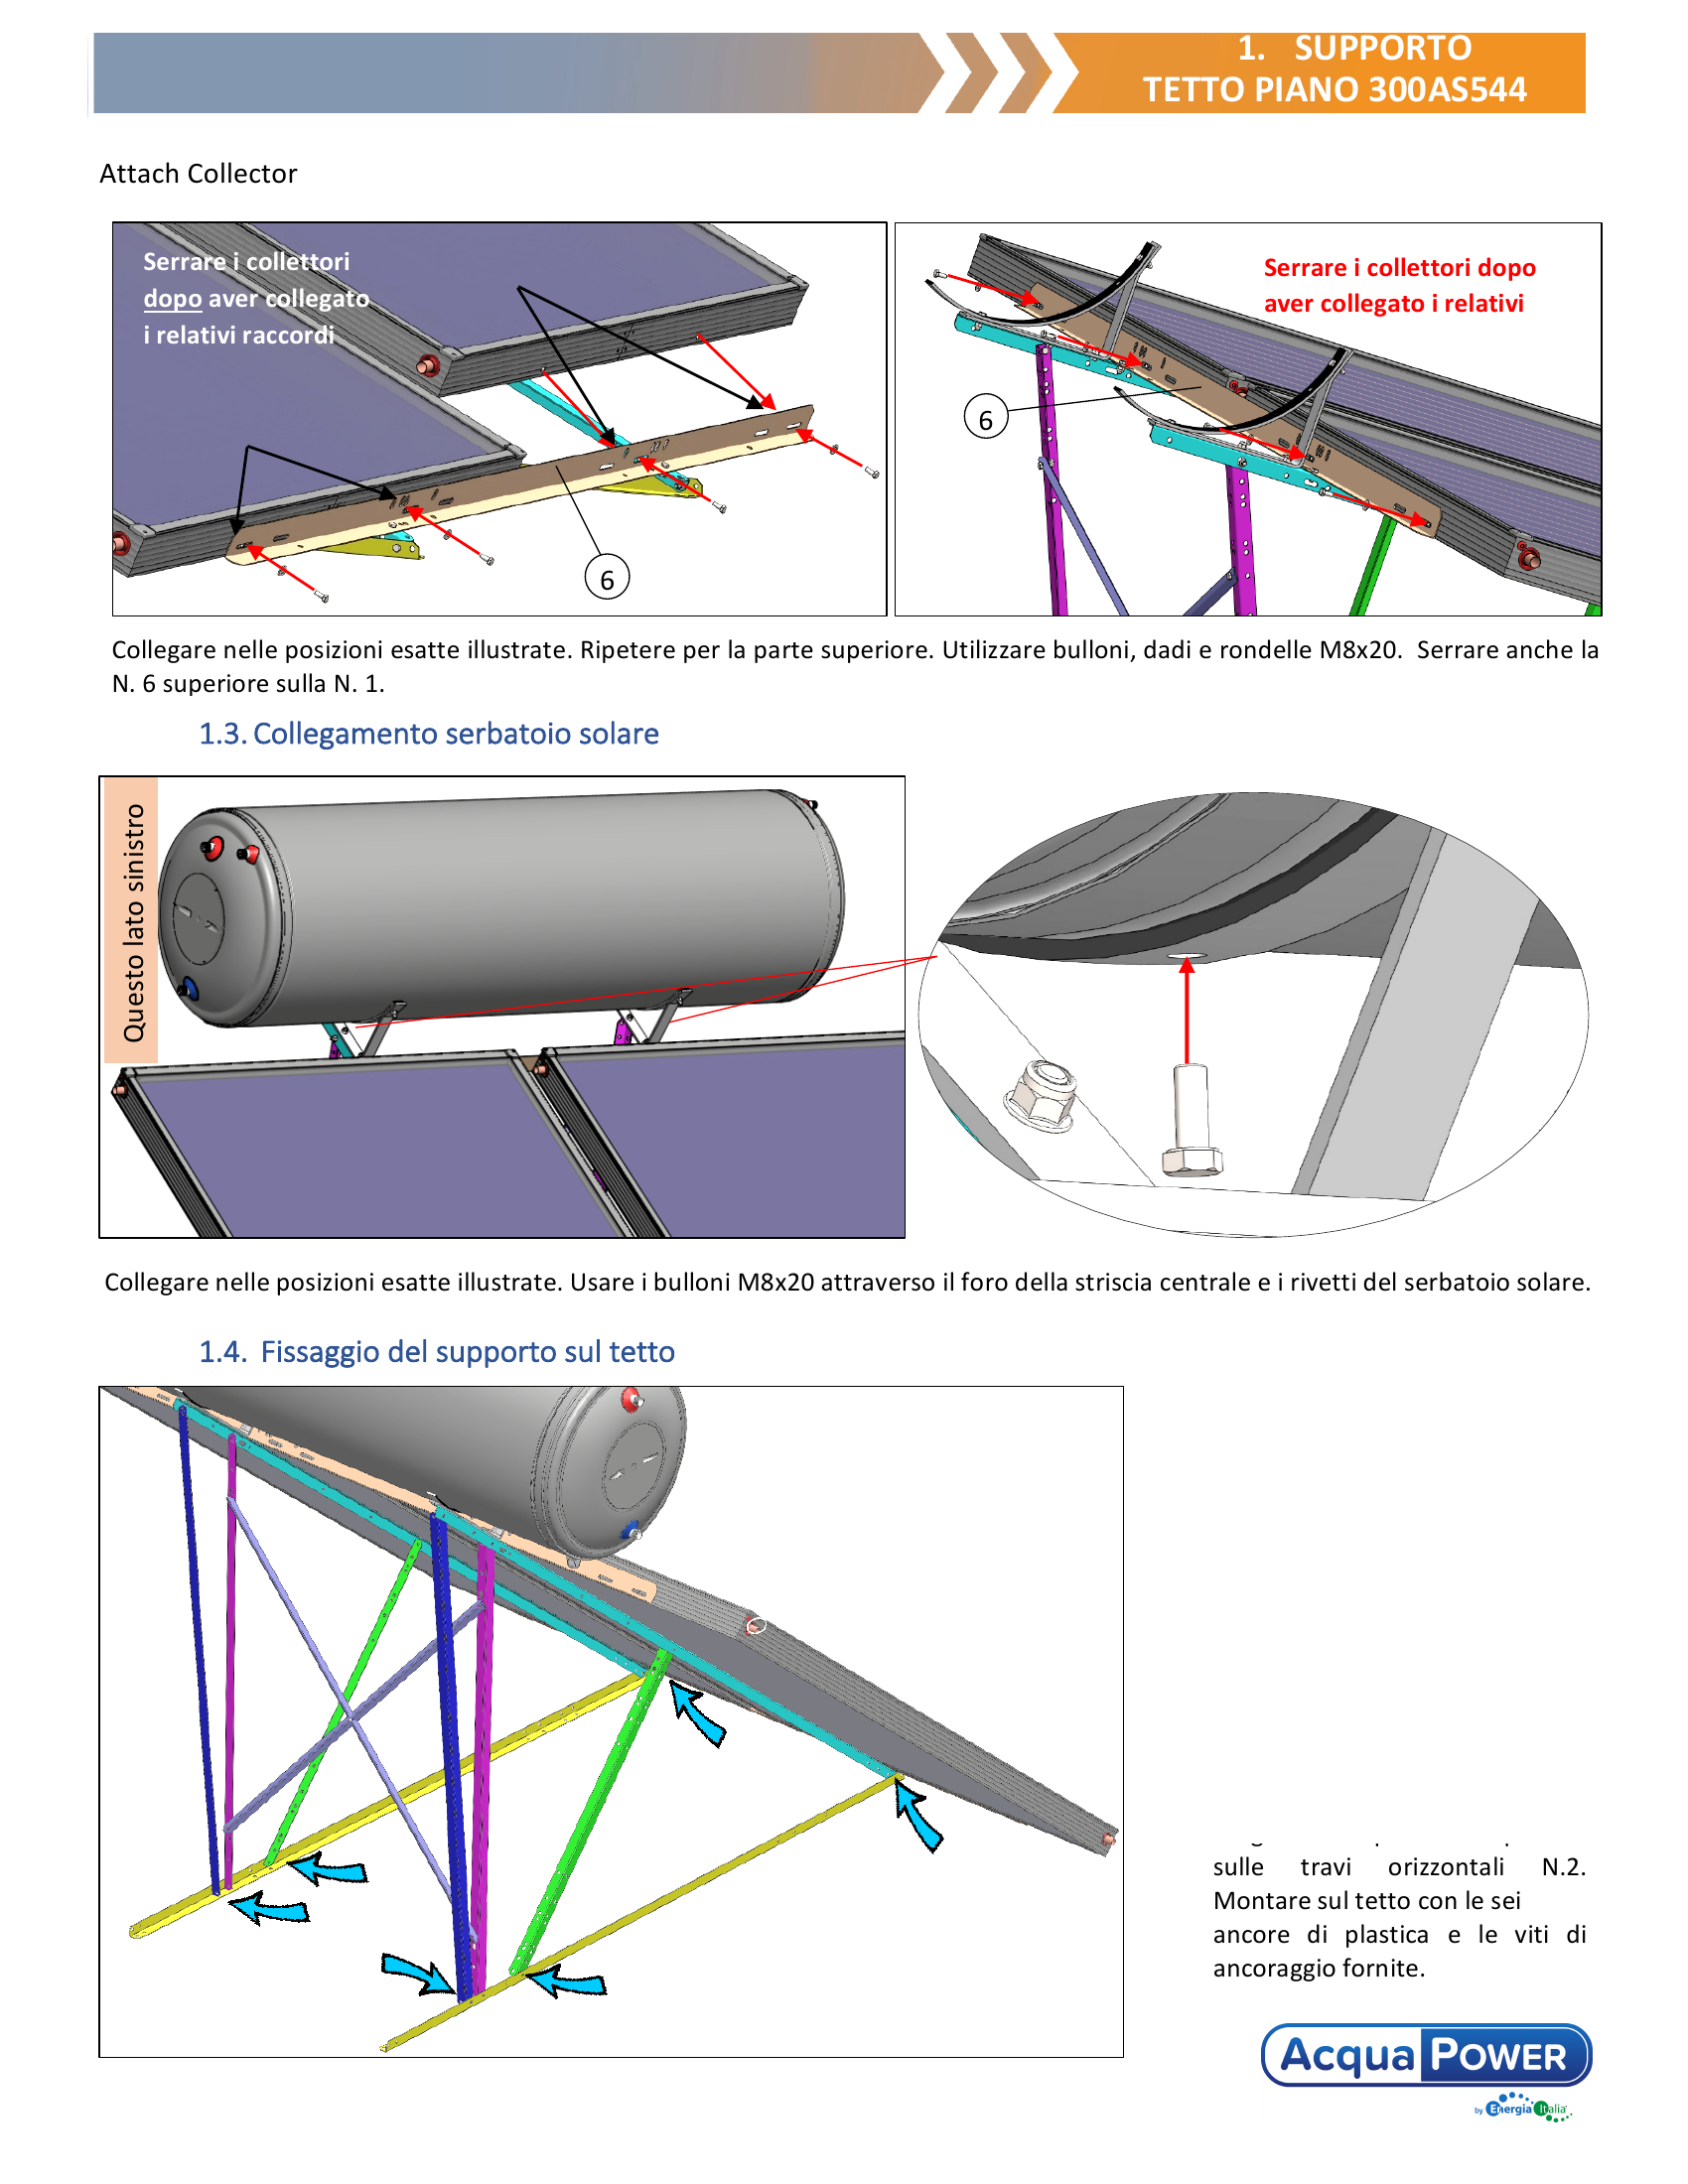 1. SUPPORTO
TETTO PIANO 300AS544
Attach Collector
Serrare i collettori
dopo aver collegato
i relativi raccordi
6
Serrare i collettori dopo
aver collegato i relativi
6
Collegare nelle posizioni esatte illustrate. Ripetere per la parte superiore. Utilizzare bulloni, dadi e rondelle M8x20. Serrare anche la
N. 6 superiore sulla N. 1.
1.3. Collegamento serbatoio solare
Questo lato sinistro
Collegare nelle posizioni esatte illustrate. Usare i bulloni M8x20 attraverso il foro della striscia centrale e i rivetti del serbatoio solare.
1.4. Fissaggio del supporto sul tetto
sulle travi orizzontali N.2.
Montare sul tetto con le sei
ancore di plastica e le viti di
ancoraggio fornite.
Acqua POWER
by Energia Italia